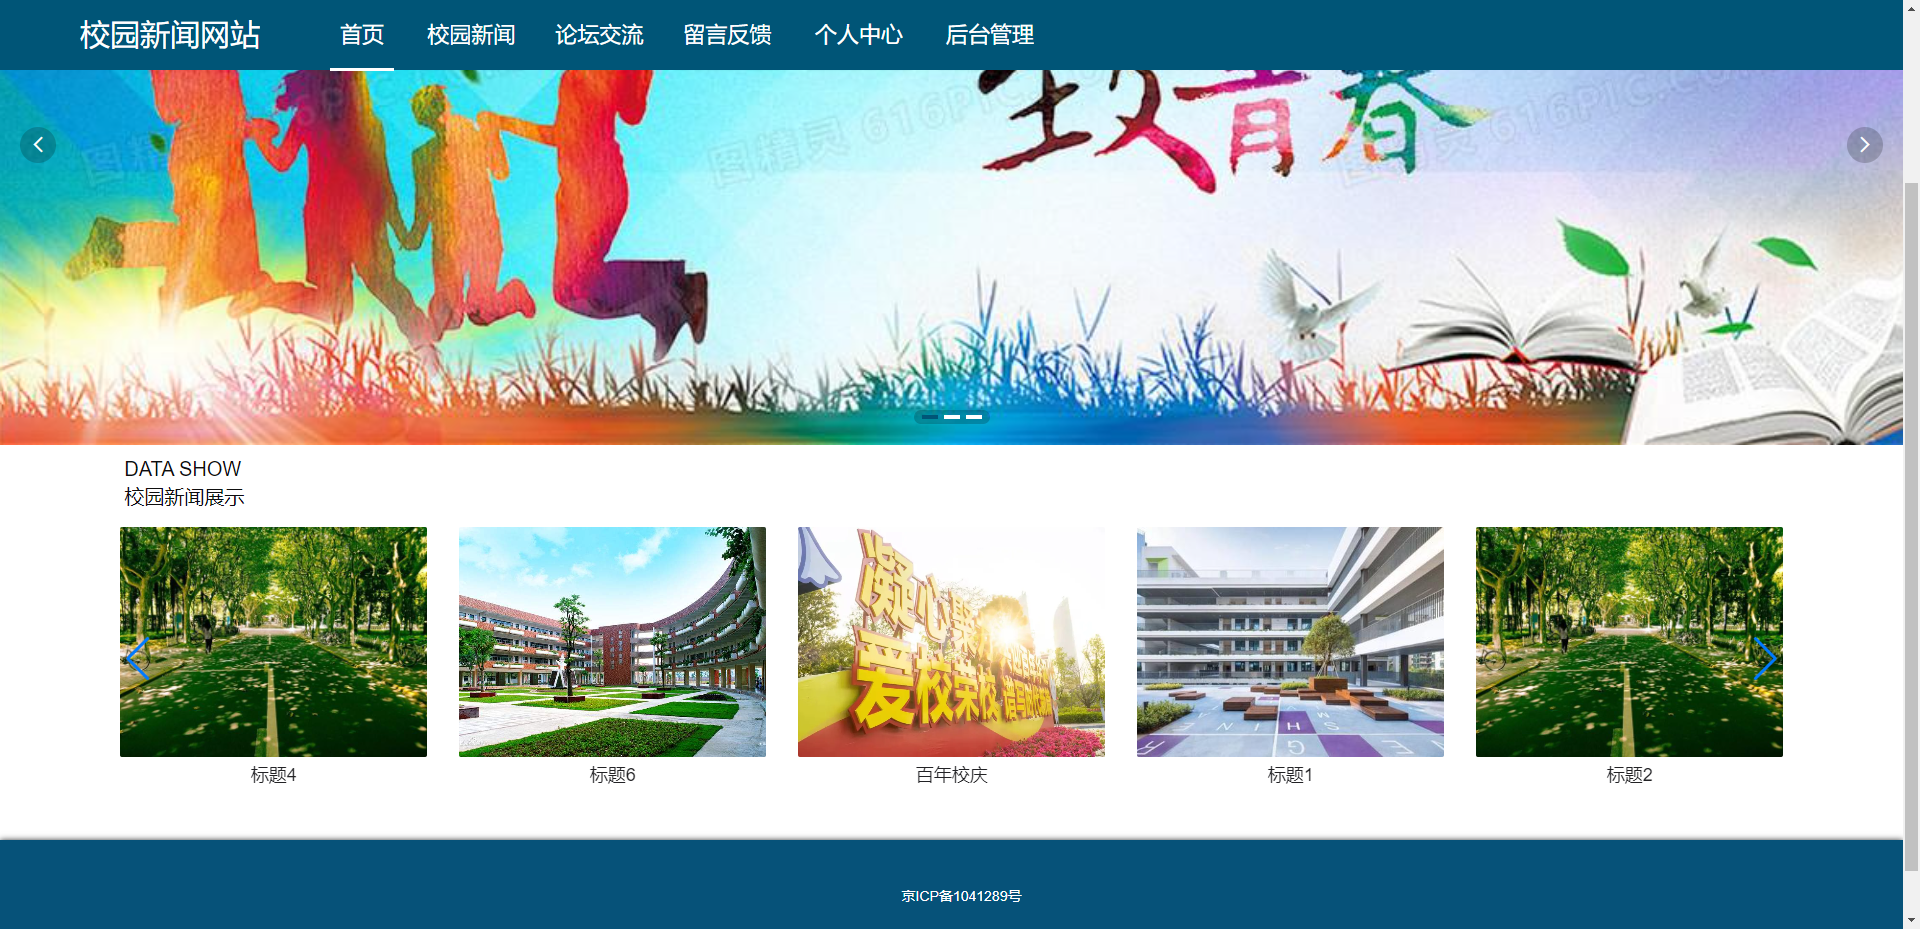 校园新闻网站
首页
校园新闻
论坛交流
留言反馈
个人中心
后台管理
致青春
图精灵 616PIC.COM
DATA SHOW
校园新闻展示
凝心聚
爱校荣校
标题4
标题6
百年校庆
标题1
标题2
京ICP备1041289号